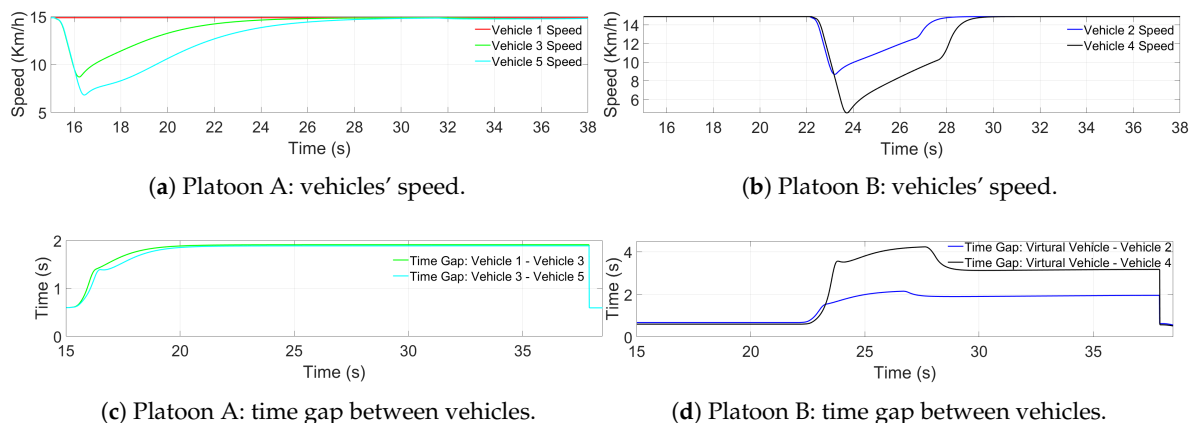 15
10
5
Speed (Km/h)
Vehicle 1 Speed
Vehicle 3 Speed
Vehicle 5 Speed
16 18 20 22 24 26 28 30 32 34 36 38
Time (s)
(a) Platoon A: vehicles' speed.
14
12
10
8
6
Speed (Km/h)
Vehicle 2 Speed
Vehicle 4 Speed
16 18 20 22 24 26 28 30 32 34 36 38
Time (s)
(b) Platoon B: vehicles' speed.
2
1
0
Time (s)
Time Gap: Vehicle 1 - Vehicle 3
Time Gap: Vehicle 3 - Vehicle 5
15 20 25 30 35
Time (s)
(c) Platoon A: time gap between vehicles.
4
2
0
Time (s)
Time Gap: Virtural Vehicle - Vehicle 2
Time Gap: Virtural Vehicle - Vehicle 4
15 20 25 30 35
Time (s)
(d) Platoon B: time gap between vehicles.